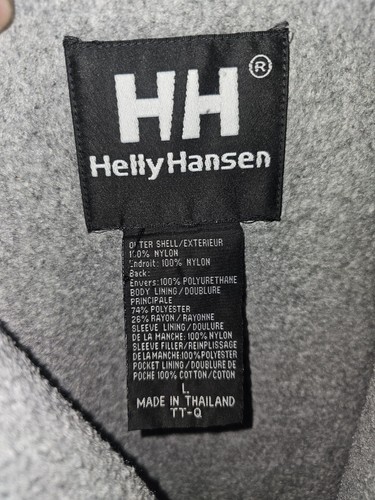 HH®
Helly Hansen
OUTER SHELL/EXTERIEUR
100% NYLON
Endroit: 100% NYLON
Back:
Envers: 100% POLYURETHANE
BODY LINING/DOUBLURE
PRINCIPALE
74% POLYESTER
26% RAYON/RAYONNE
SLEEVE LINING/DOULURE
DE LA MANCHE: 100% NYLON
SLEEVE FILLER/REINPLISSAGE
DE LA MANCHE: 100% POLYESTER
POCKET LINING/DOUBLURE DE
POCHE 100% COTTON/COTON
L
MADE IN THAILAND
TT-Q